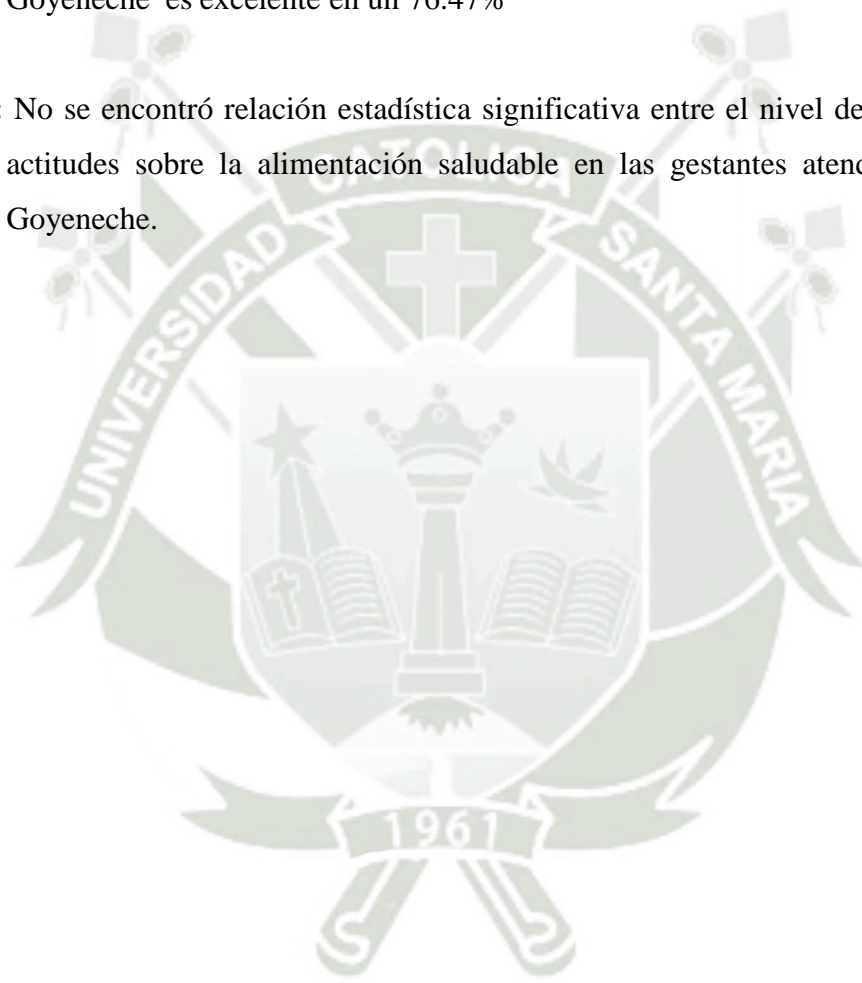 Goyeneche es excelente en un 76.47%
: No se encontró relación estadística significativa entre el nivel de
actitudes sobre la alimentación saludable en las gestantes
Goyeneche.
UNIVERSIDAD CATOLICA SANTA MARIA
1961